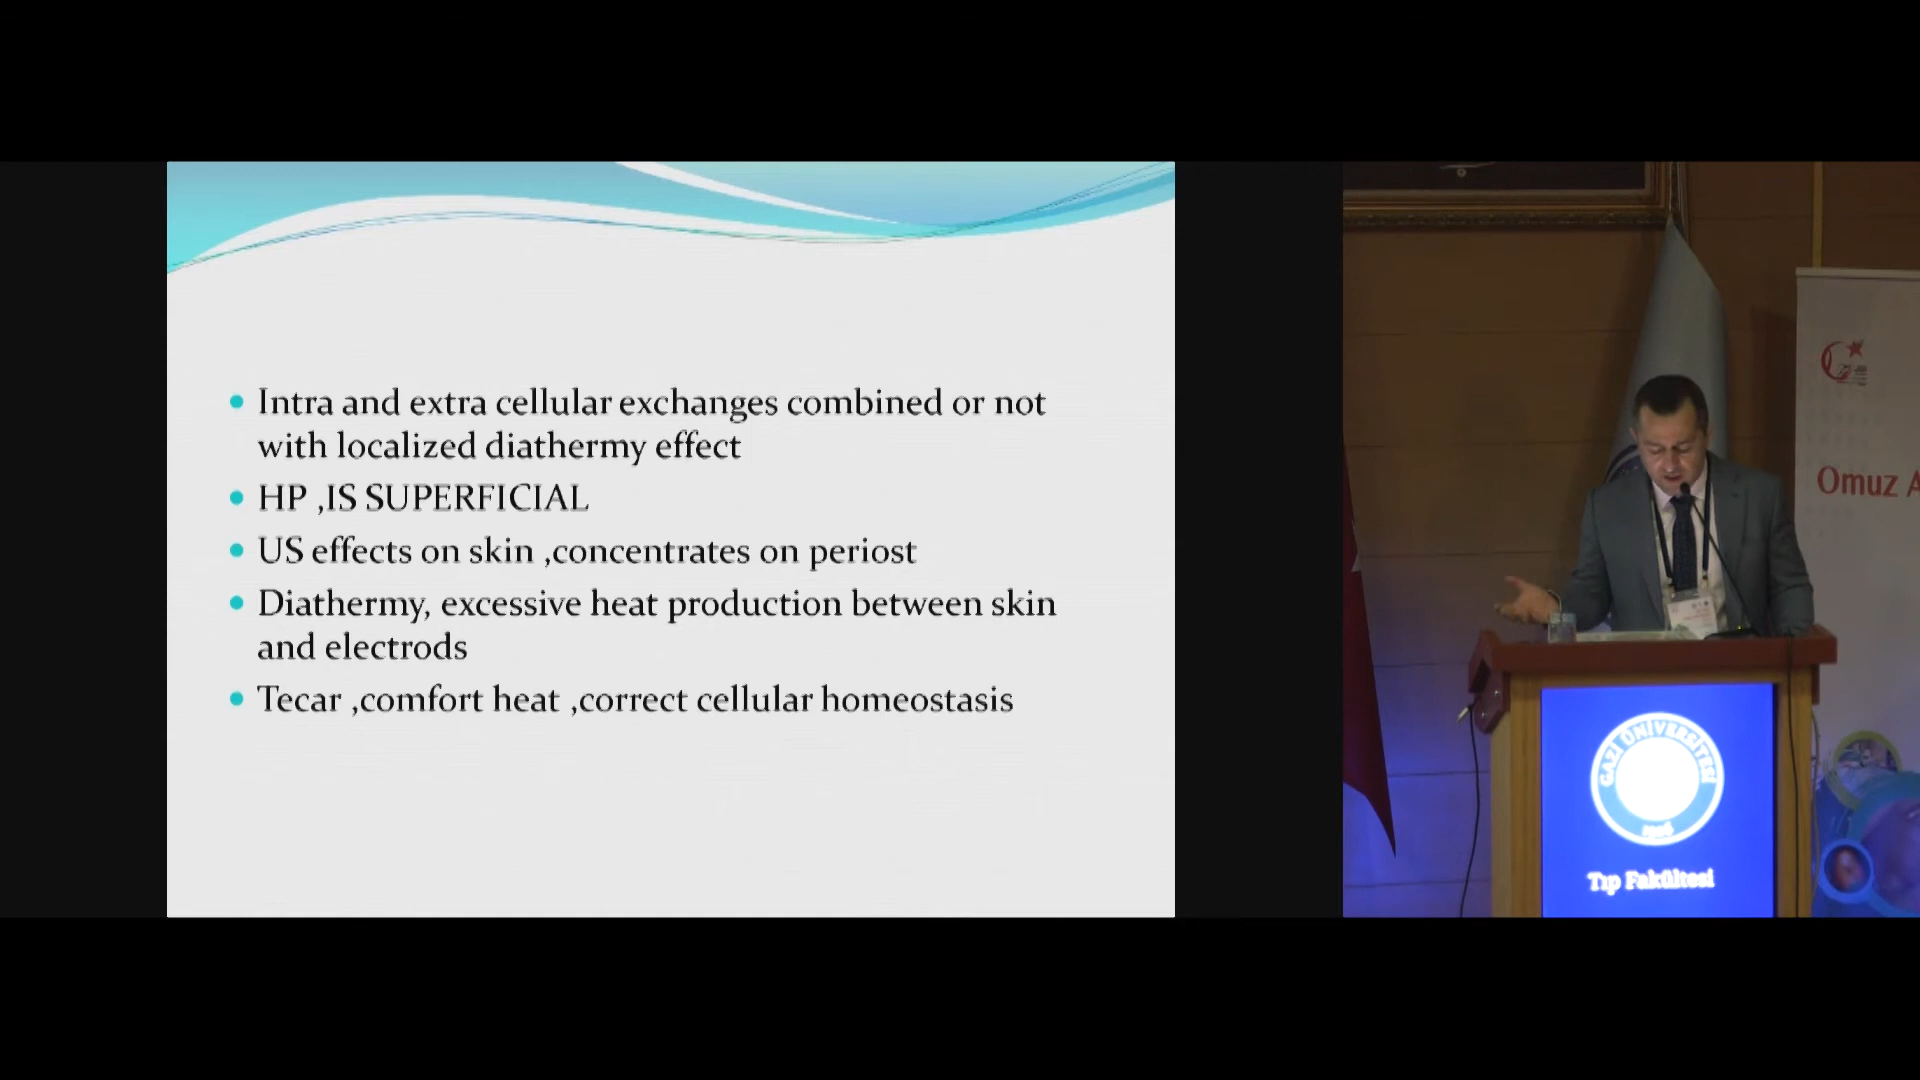 Intra and extra cellular exchanges combined or not
with localized diathermy effect
HP ,IS SUPERFICIAL
US effects on skin ,concentrates on periost
Diathermy, excessive heat production between skin
and electrods
Tecar ,comfort heat ,correct cellular homeostasis
Omuz A
GAZİ ÜNİVERSİTESİ
Tıp Fakültesi